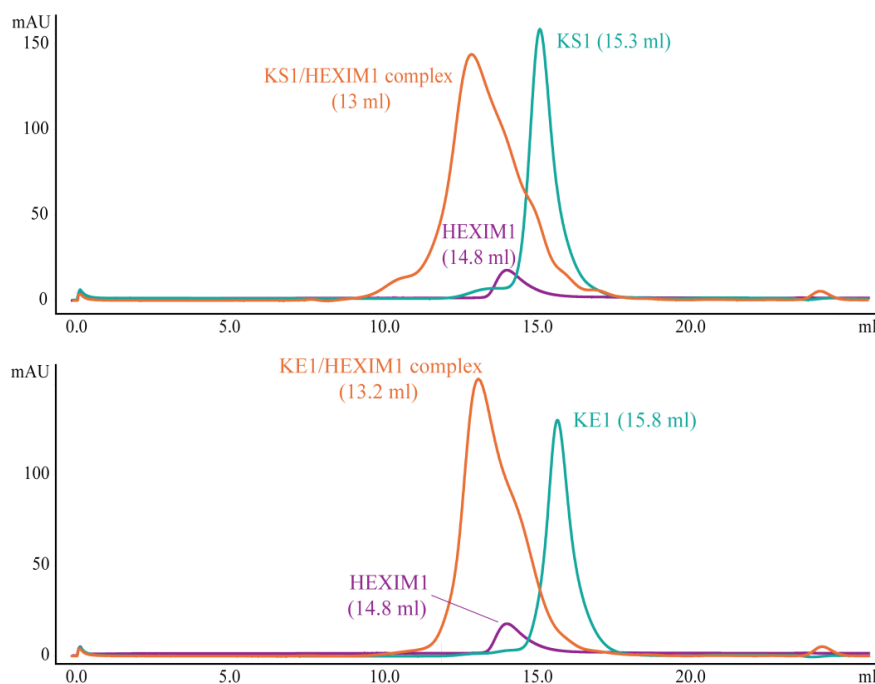 mAU
150
100
50
0
KS1/HEXIM1 complex
(13 ml)
KS1 (15.3 ml)
HEXIM1
(14.8 ml)
0.0 5.0 10.0 15.0 20.0 ml
mAU
100
50
0
KE1/HEXIM1 complex
(13.2 ml)
KE1 (15.8 ml)
HEXIM1
(14.8 ml)
0.0 5.0 10.0 15.0 20.0 ml